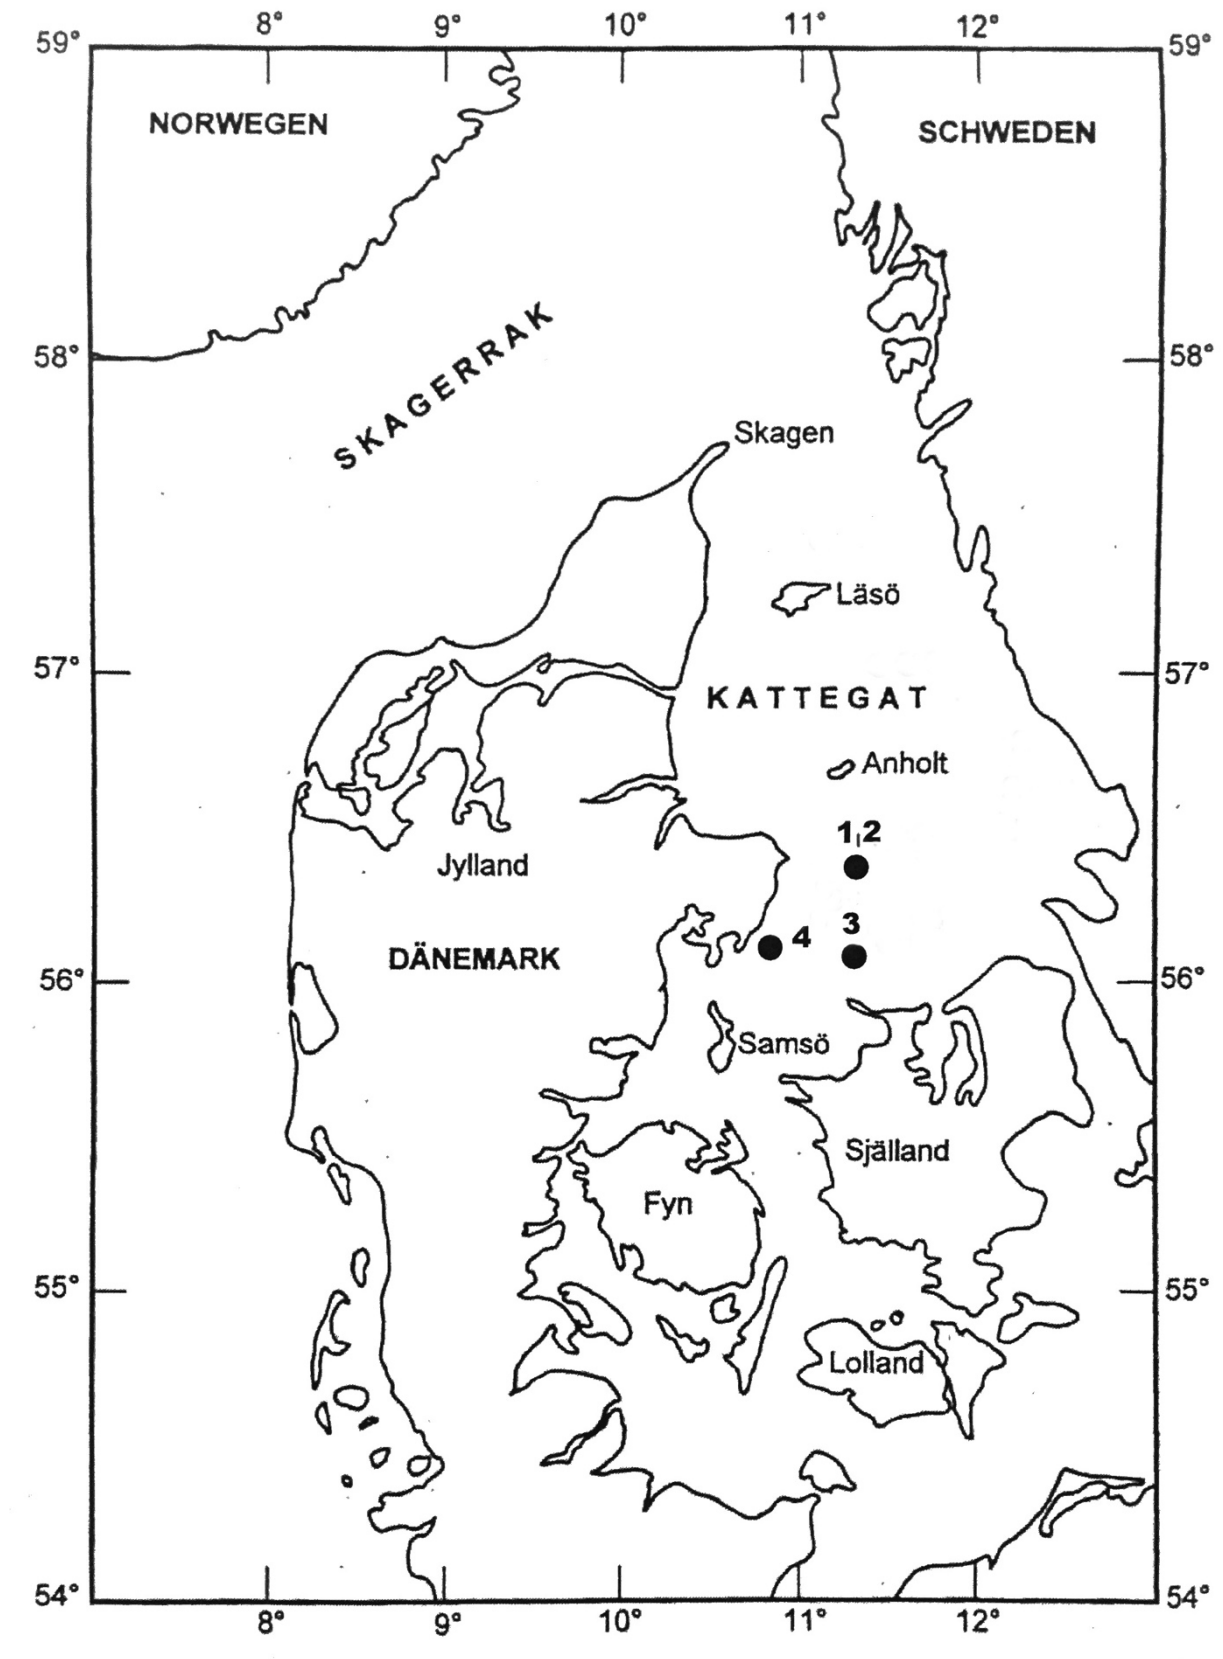 8° 9° 10° 11° 12°
59° 59°
NORWEGEN SCHWEDEN
SKAGERRAK
58° 58°
Skagen
Läsö
57° 57°
KATTEGAT
Anholt
1,2
Jylland
3
4
DÄNEMARK
56° 56°
Samsö
Själland
Fyn
55° 55°
Lolland
54° 54°
8° 9° 10° 11° 12°